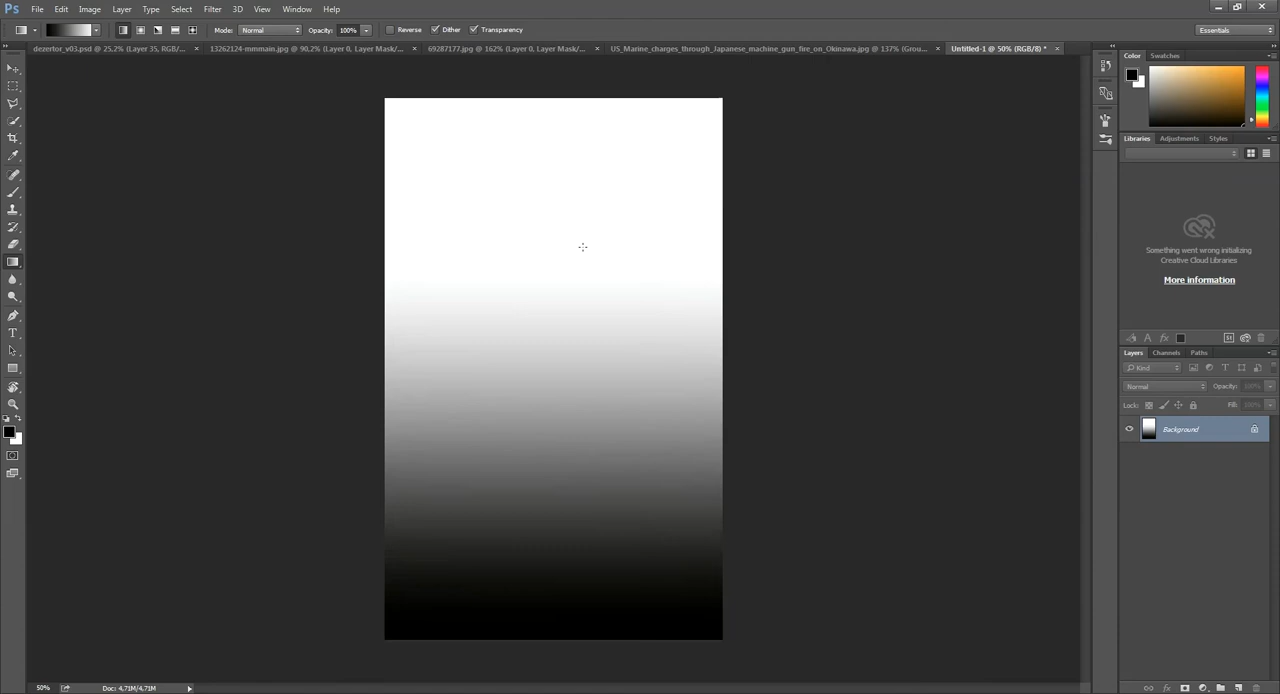 Ps File Edit Image Layer Type Select Filter 3D View Window Help
Mode: Normal Opacity: 100% Reverse Dither Transparency Essentials
dezertor_v03.psd @ 25,2% (Layer 35, RGB/... × 13262124-mmmain.jpg @ 90,2% (Layer 0, Layer Mask/... × 69287177.jpg @ 162% (Layer 0, Layer Mask/... × US_Marine_charges_through_Japanese_machine_gun_fire_on_Okinawa.jpg @ 137% (Grou... × Untitled-1 @ 50% (RGB/8) * ×
Color Swatches
Libraries Adjustments Styles
Something went wrong initializing
Creative Cloud Libraries
More information
Layers Channels Paths
Kind
Normal Opacity: 100%
Lock: Fill: 100%
Background
50% Doc: 4,71M/4,71M